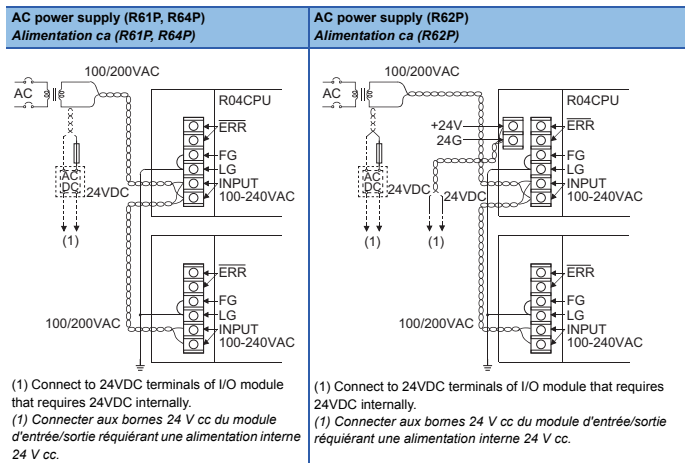 AC power supply (R61P, R64P)
Alimentation ca (R61P, R64P)
100/200VAC
AC
R04CPU
ERR
FG
LG
INPUT
100-240VAC
AC
DC
24VDC
(1)
ERR
FG
LG
INPUT
100-240VAC
100/200VAC
(1) Connect to 24VDC terminals of I/O module
that requires 24VDC internally.
(1) Connecter aux bornes 24 V cc du module
d'entrée/sortie réquiérant une alimentation interne
24 V cc.
AC power supply (R62P)
Alimentation ca (R62P)
100/200VAC
AC
R04CPU
+24V
24G
ERR
FG
LG
INPUT
100-240VAC
AC
DC
24VDC
24VDC
(1)
(1)
ERR
FG
LG
INPUT
100-240VAC
100/200VAC
(1) Connect to 24VDC terminals of I/O module that requires
24VDC internally.
(1) Connecter aux bornes 24 V cc du module d'entrée/sortie
réquiérant une alimentation interne 24 V cc.